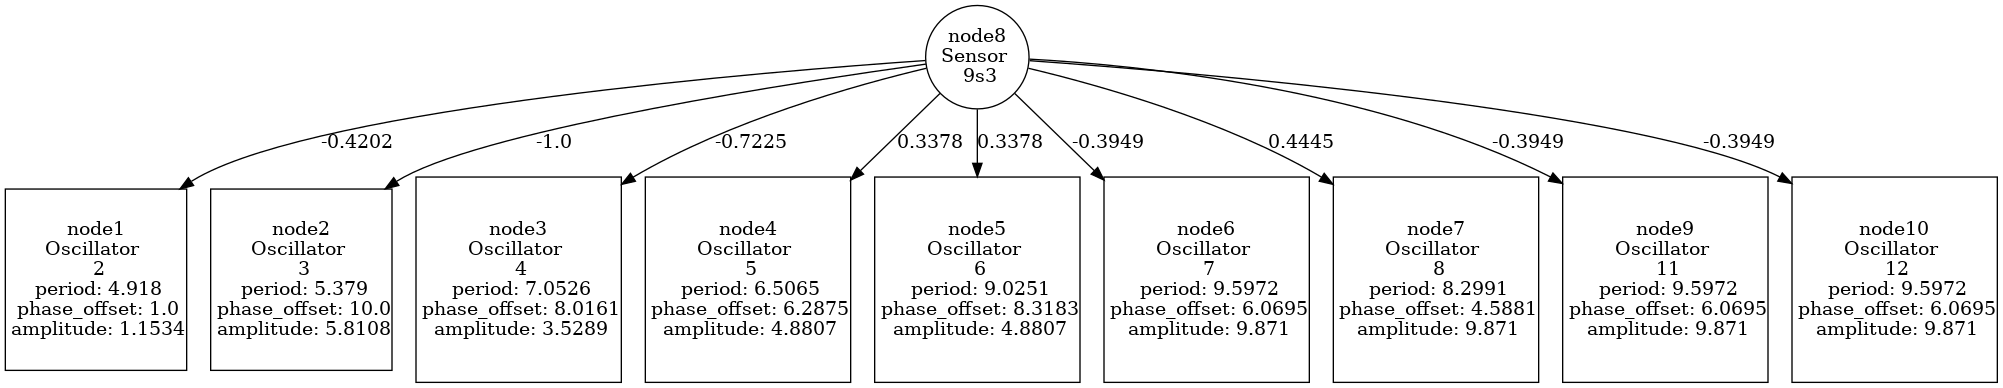 node8
Sensor
9s3
-0.4202
-1.0
-0.7225
0.3378
0.3378
-0.3949
0.4445
-0.3949
-0.3949
node1
Oscillator
2
period: 4.918
phase_offset: 1.0
amplitude: 1.1534
node2
Oscillator
3
period: 5.379
phase_offset: 10.0
amplitude: 5.8108
node3
Oscillator
4
period: 7.0526
phase_offset: 8.0161
amplitude: 3.5289
node4
Oscillator
5
period: 6.5065
phase_offset: 6.2875
amplitude: 4.8807
node5
Oscillator
6
period: 9.0251
phase_offset: 8.3183
amplitude: 4.8807
node6
Oscillator
7
period: 9.5972
phase_offset: 6.0695
amplitude: 9.871
node7
Oscillator
8
period: 8.2991
phase_offset: 4.5881
amplitude: 9.871
node9
Oscillator
11
period: 9.5972
phase_offset: 6.0695
amplitude: 9.871
node10
Oscillator
12
period: 9.5972
phase_offset: 6.0695
amplitude: 9.871